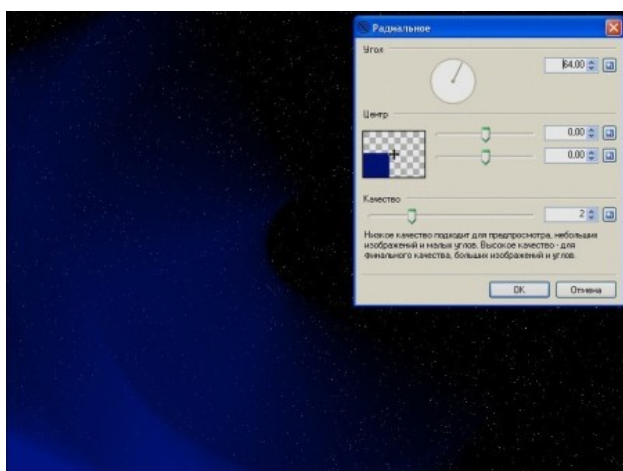 Радиальное
Угол
64.00
Центр
0.00
0.00
Качество
2
Низкое качество подходит для предпросмотра, небольших
изображений и малых углов. Высокое качество - для
финального качества, больших изображений и углов.
OK
Отмена